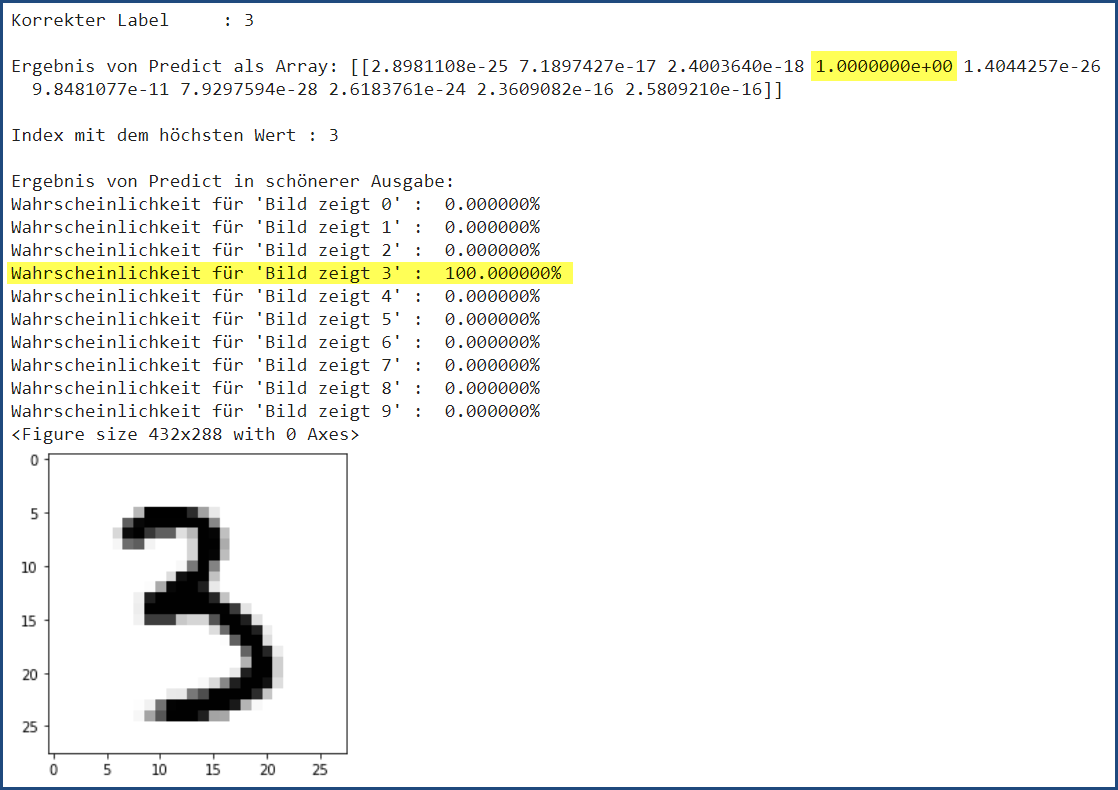 Korrekter Label     : 3
Ergebnis von Predict als Array: [[2.8981108e-25 7.1897427e-17 2.4003640e-18 1.0000000e+00 1.4044257e-26
  9.8481077e-11 7.9297594e-28 2.6183761e-24 2.3609082e-16 2.5809210e-16]]
Index mit dem höchsten Wert : 3
Ergebnis von Predict in schönerer Ausgabe:
Wahrscheinlichkeit für 'Bild zeigt 0' :  0.000000%
Wahrscheinlichkeit für 'Bild zeigt 1' :  0.000000%
Wahrscheinlichkeit für 'Bild zeigt 2' :  0.000000%
Wahrscheinlichkeit für 'Bild zeigt 3' :  100.000000%
Wahrscheinlichkeit für 'Bild zeigt 4' :  0.000000%
Wahrscheinlichkeit für 'Bild zeigt 5' :  0.000000%
Wahrscheinlichkeit für 'Bild zeigt 6' :  0.000000%
Wahrscheinlichkeit für 'Bild zeigt 7' :  0.000000%
Wahrscheinlichkeit für 'Bild zeigt 8' :  0.000000%
Wahrscheinlichkeit für 'Bild zeigt 9' :  0.000000%
<Figure size 432x288 with 0 Axes>
0
5
10
15
20
25
3
0 5 10 15 20 25